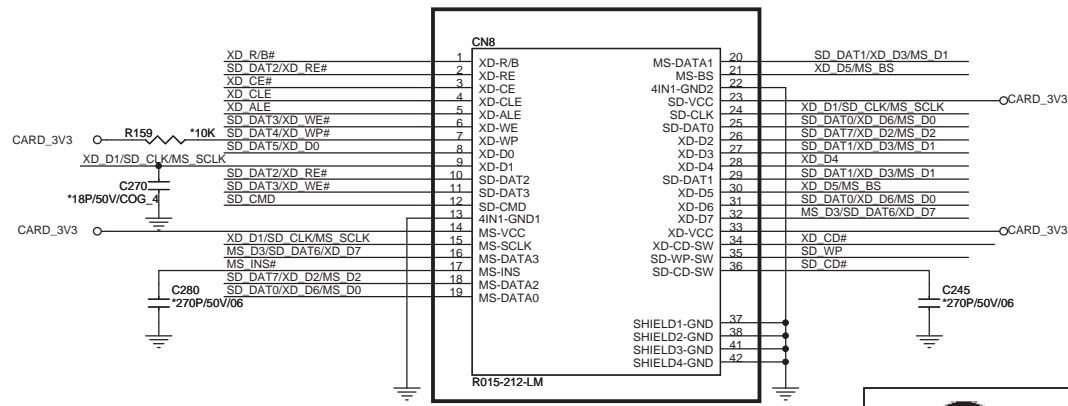 CN8
XD_R/B# 1 XD-R/B MS-DATA1 20 SD_DAT1/XD_D3/MS_D1
SD_DAT2/XD_RE# 2 XD-RE MS-BS 21 XD_D5/MS_BS
XD_CE# 3 XD-CE 4IN1-GND2 22
XD_CLE 4 XD-CLE SD-VCC 23 CARD_3V3
XD_ALE 5 XD-ALE SD-CLK 24 XD_D1/SD_CLK/MS_SCLK
SD_DAT3/XD_WE# 6 XD-WE SD-DAT0 25 SD_DAT0/XD_D6/MS_D0
CARD_3V3 R159 *10K SD_DAT4/XD_WP# 7 XD-WP XD-D2 26 SD_DAT7/XD_D2/MS_D2
SD_DAT5/XD_D0 8 XD-D0 XD-D3 27 SD_DAT1/XD_D3/MS_D1
XD_D1/SD_CLK/MS_SCLK 9 XD-D1 XD-D4 28 XD_D4
SD_DAT2/XD_RE# 10 SD-DAT2 SD-DAT1 29 SD_DAT1/XD_D3/MS_D1
C270 SD_DAT3/XD_WE# 11 SD-DAT3 XD-D5 30 XD_D5/MS_BS
*18P/50V/COG_4 SD_CMD 12 SD-CMD XD-D6 31 SD_DAT0/XD_D6/MS_D0
13 4IN1-GND1 XD-D7 32 MS_D3/SD_DAT6/XD_D7
CARD_3V3 14 MS-VCC XD-VCC 33 CARD_3V3
XD_D1/SD_CLK/MS_SCLK 15 MS-SCLK XD-CD-SW 34 XD_CD#
MS_D3/SD_DAT6/XD_D7 16 MS-DATA3 SD-WP-SW 35 SD_WP
MS_INS# 17 MS-INS SD-CD-SW 36 SD_CD#
C280 SD_DAT7/XD_D2/MS_D2 18 MS-DATA2 C245
*270P/50V/06 SD_DAT0/XD_D6/MS_D0 19 MS-DATA0 *270P/50V/06
SHIELD1-GND 37
SHIELD2-GND 38
SHIELD3-GND 41
SHIELD4-GND 42
R015-212-LM